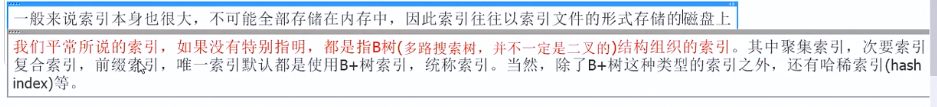 一般来说索引本身也很大，不可能全部存储在内存中，因此索引往往以索引文件的形式存储的磁盘上
我们平常所说的索引，如果没有特别指明，都是指B树(多路搜索树，并不一定是二叉的)结构组织的索引。其中聚集索引，次要索引
复合索引，前缀索引，唯一索引默认都是使用B+树索引，统称索引。当然，除了B+树这种类型的索引之外，还有哈稀索引(hash
index)等。